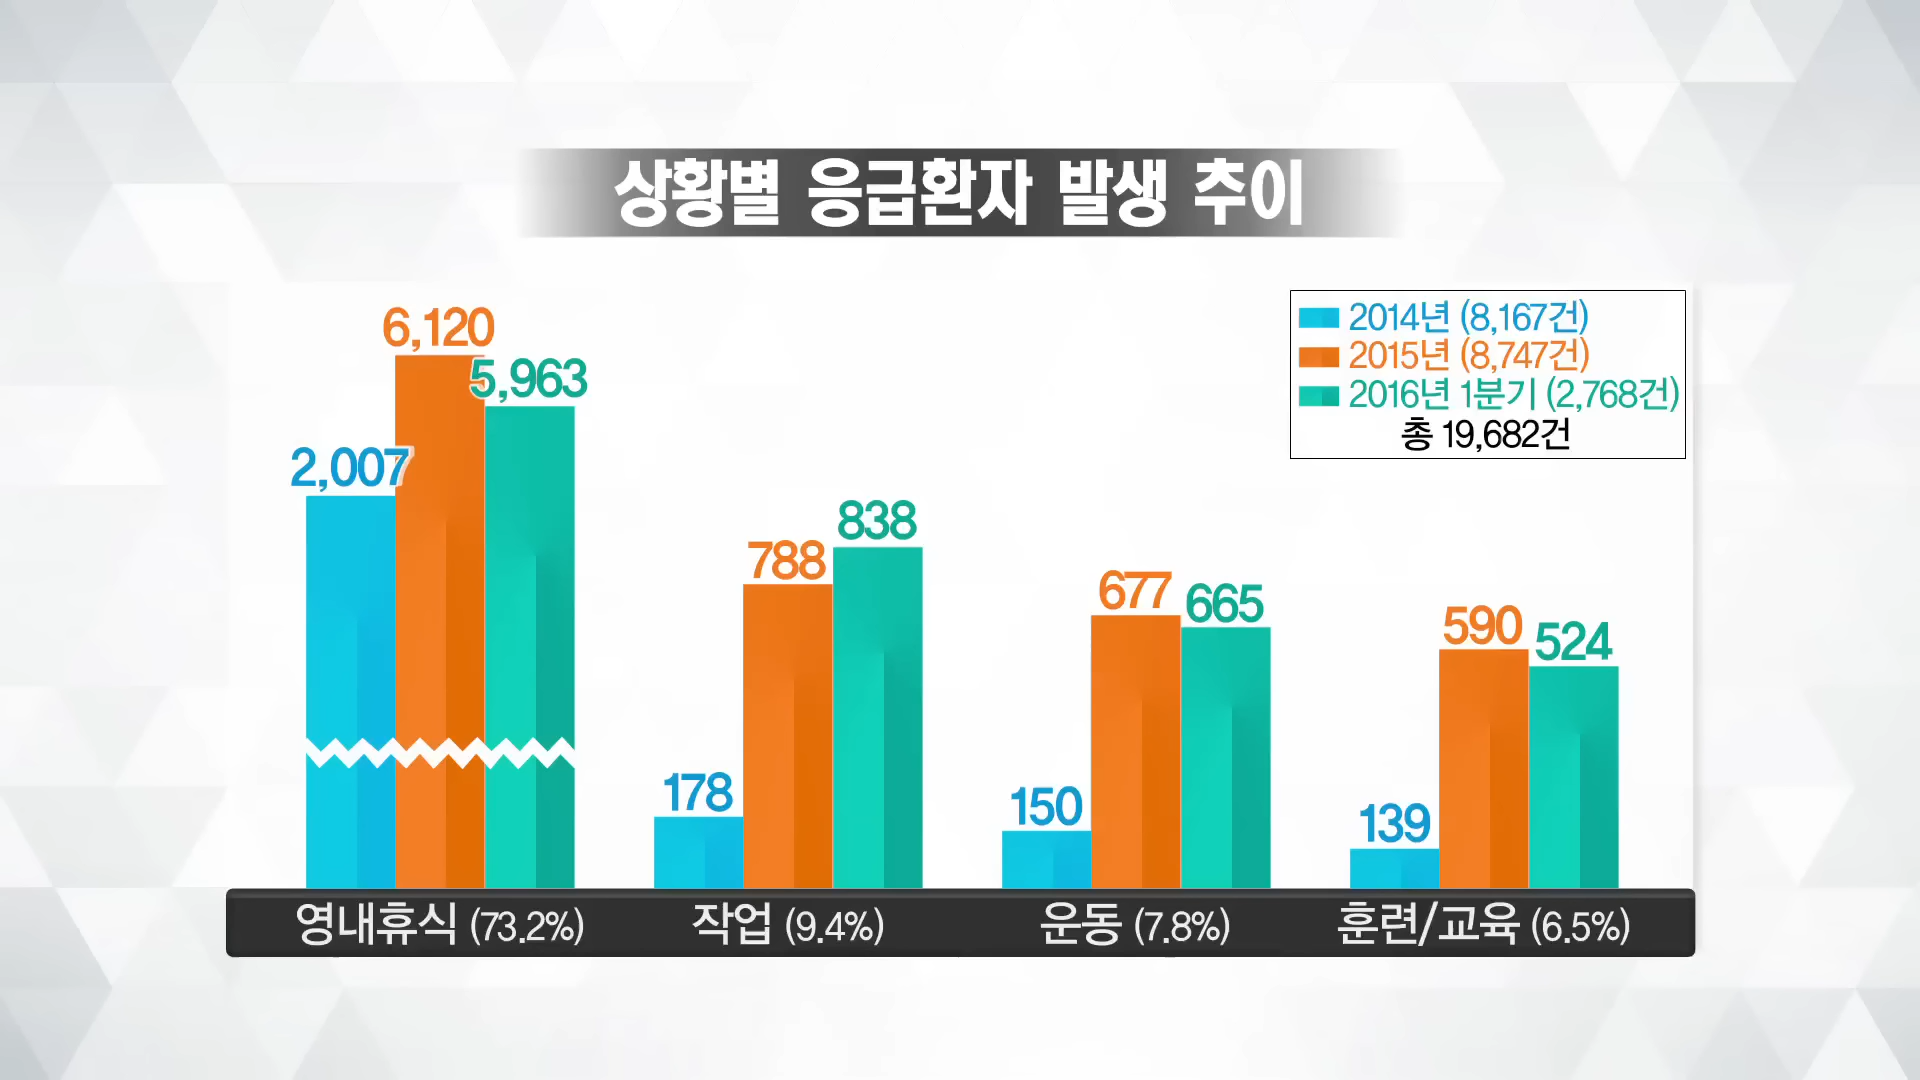 상황별 응급환자 발생 추이
2014년 (8,167건)
2015년 (8,747건)
2016년 1분기 (2,768건)
총 19,682건
2,007
6,120
5,963
178
788
838
150
677
665
139
590
524
영내휴식 (73.2%)
작업 (9.4%)
운동 (7.8%)
훈련/교육 (6.5%)